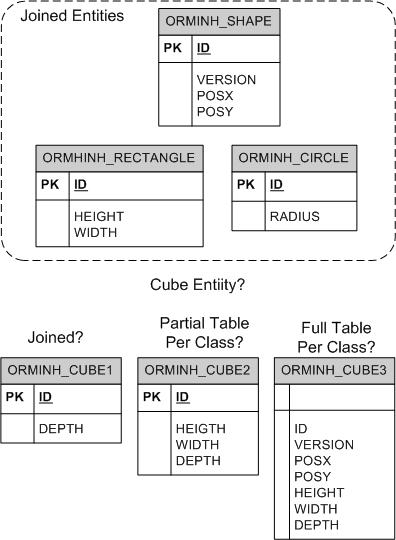 Joined Entities
ORMINH_SHAPE
PK ID
VERSION
POSX
POSY
ORMHINH_RECTANGLE
PK ID
HEIGHT
WIDTH
ORMINH_CIRCLE
PK ID
RADIUS
Cube Entiity?
Joined?
ORMINH_CUBE1
PK ID
DEPTH
Partial Table
Per Class?
ORMINH_CUBE2
PK ID
HEIGTH
WIDTH
DEPTH
Full Table
Per Class?
ORMINH_CUBE3
ID
VERSION
POSX
POSY
HEIGHT
WIDTH
DEPTH